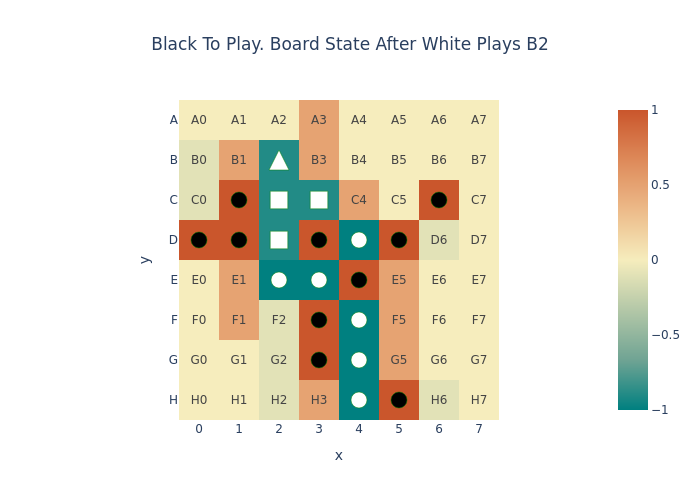 Black To Play. Board State After White Plays B2
A A0 A1 A2 A3 A4 A5 A6 A7
B B0 B1 B3 B4 B5 B6 B7
C C0 C4 C5 C7
D D6 D7
E E0 E1 E5 E6 E7
F F0 F1 F2 F5 F6 F7
G G0 G1 G2 G5 G6 G7
H H0 H1 H2 H3 H6 H7
0 1 2 3 4 5 6 7
x
y
1
0.5
0
−0.5
−1